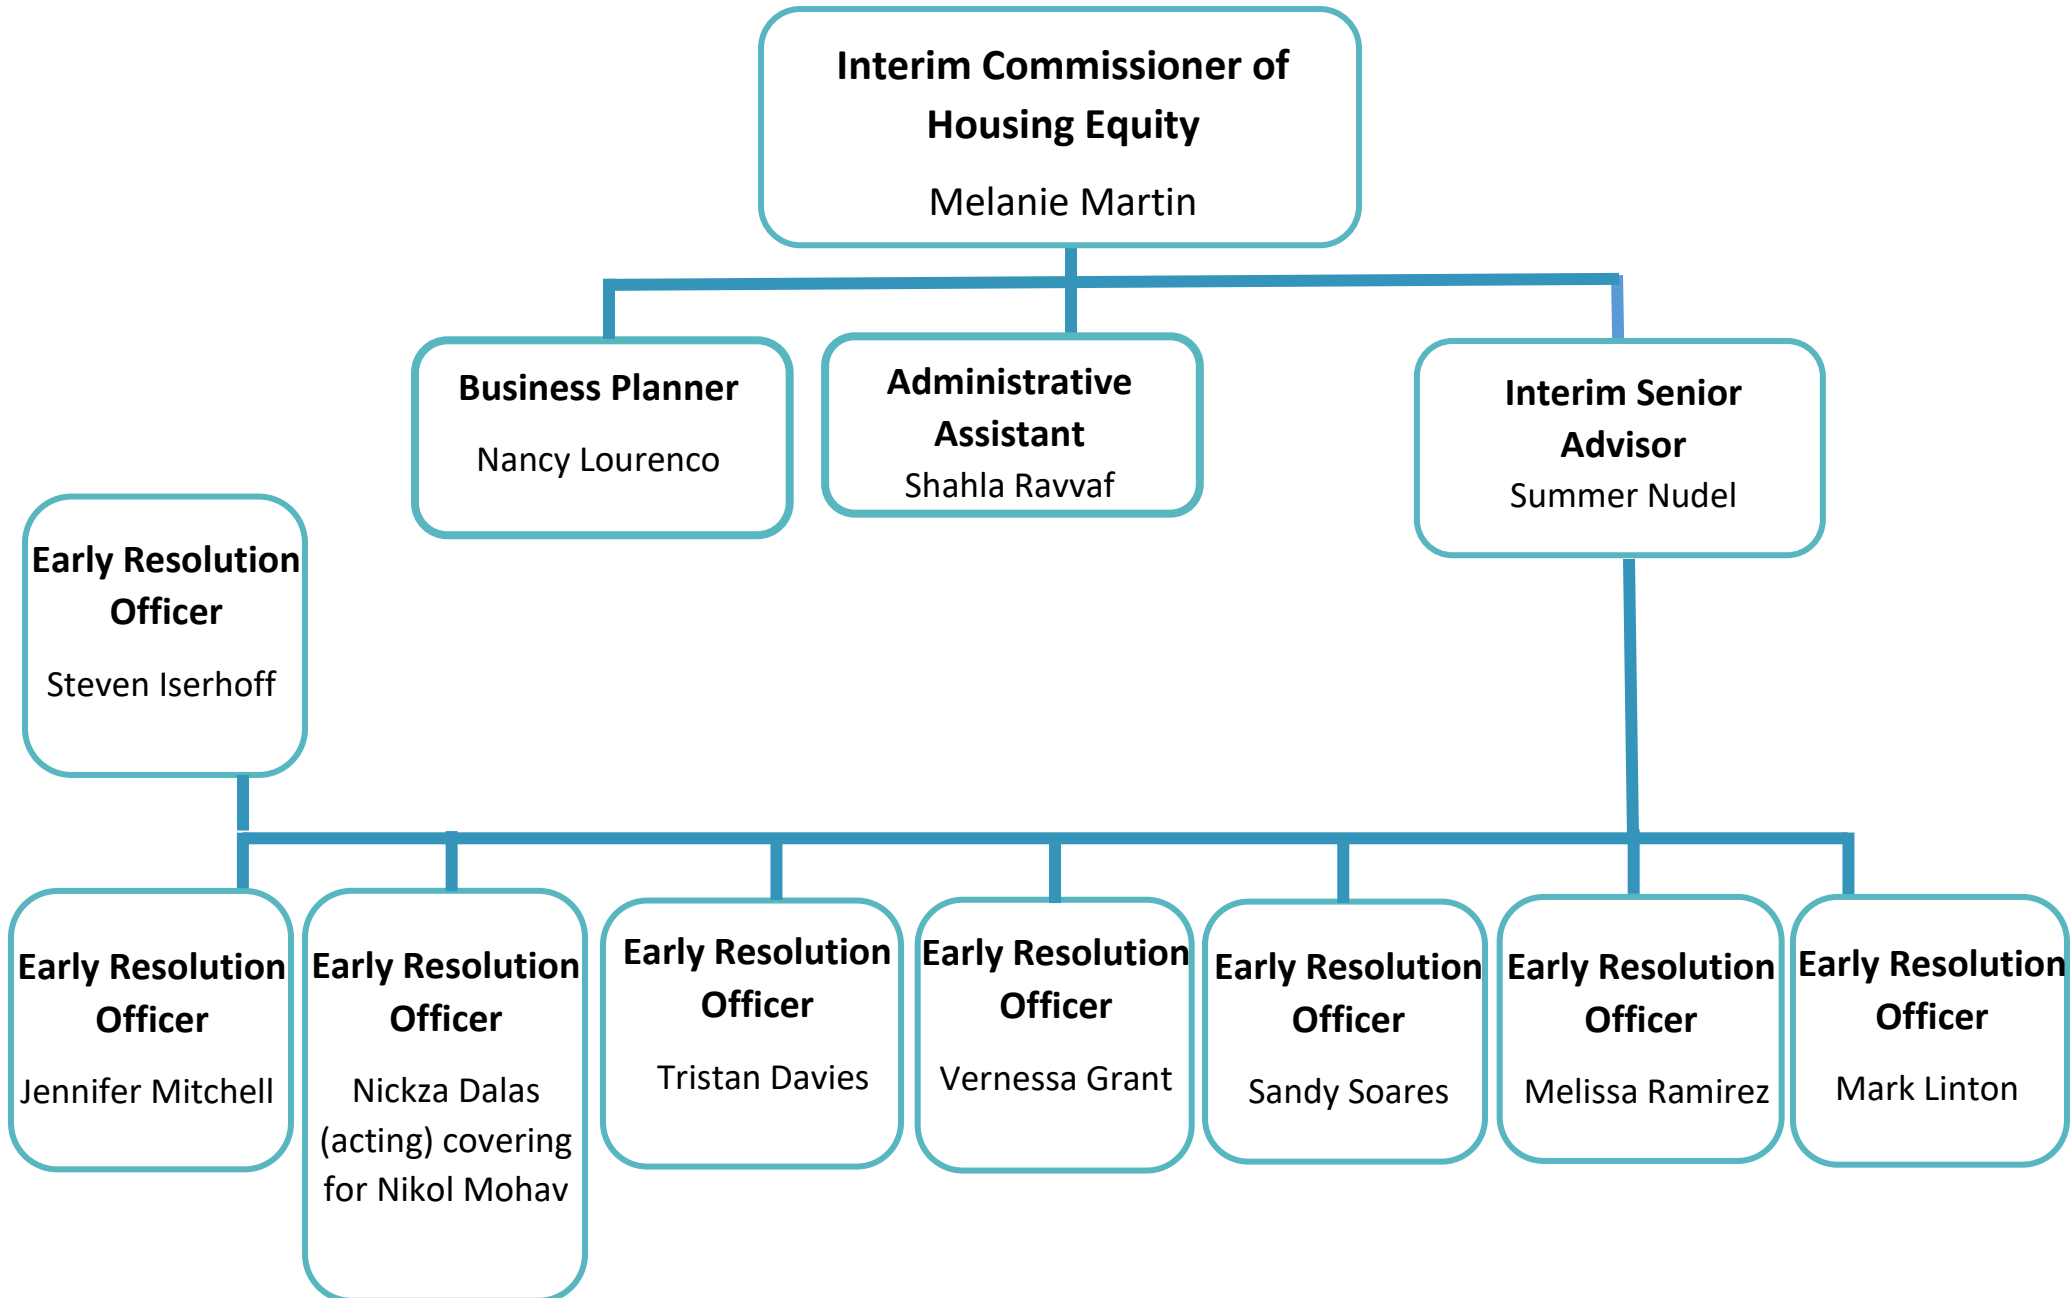 Interim Commissioner of
Housing Equity
Melanie Martin
Business Planner
Nancy Lourenco
Administrative
Assistant
Shahla Ravvaf
Interim Senior
Advisor
Summer Nudel
Early Resolution
Officer
Steven Iserhoff
Early Resolution
Officer
Jennifer Mitchell
Early Resolution
Officer
Nickza Dalas
(acting) covering
for Nikol Mohav
Early Resolution
Officer
Tristan Davies
Early Resolution
Officer
Vernessa Grant
Early Resolution
Officer
Sandy Soares
Early Resolution
Officer
Melissa Ramirez
Early Resolution
Officer
Mark Linton